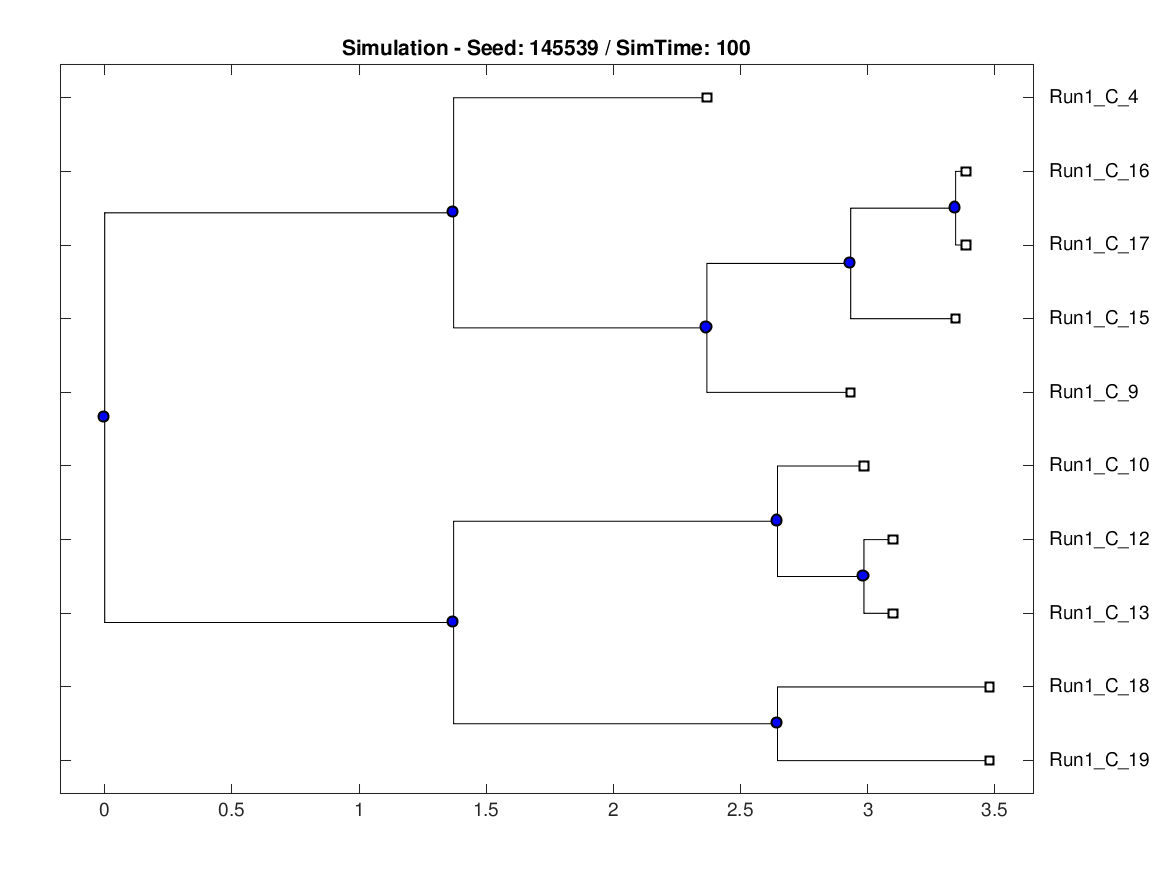 Simulation - Seed: 145539 / SimTime: 100
Run1_C_4
Run1_C_16
Run1_C_17
Run1_C_15
Run1_C_9
Run1_C_10
Run1_C_12
Run1_C_13
Run1_C_18
Run1_C_19
0 0.5 1 1.5 2 2.5 3 3.5